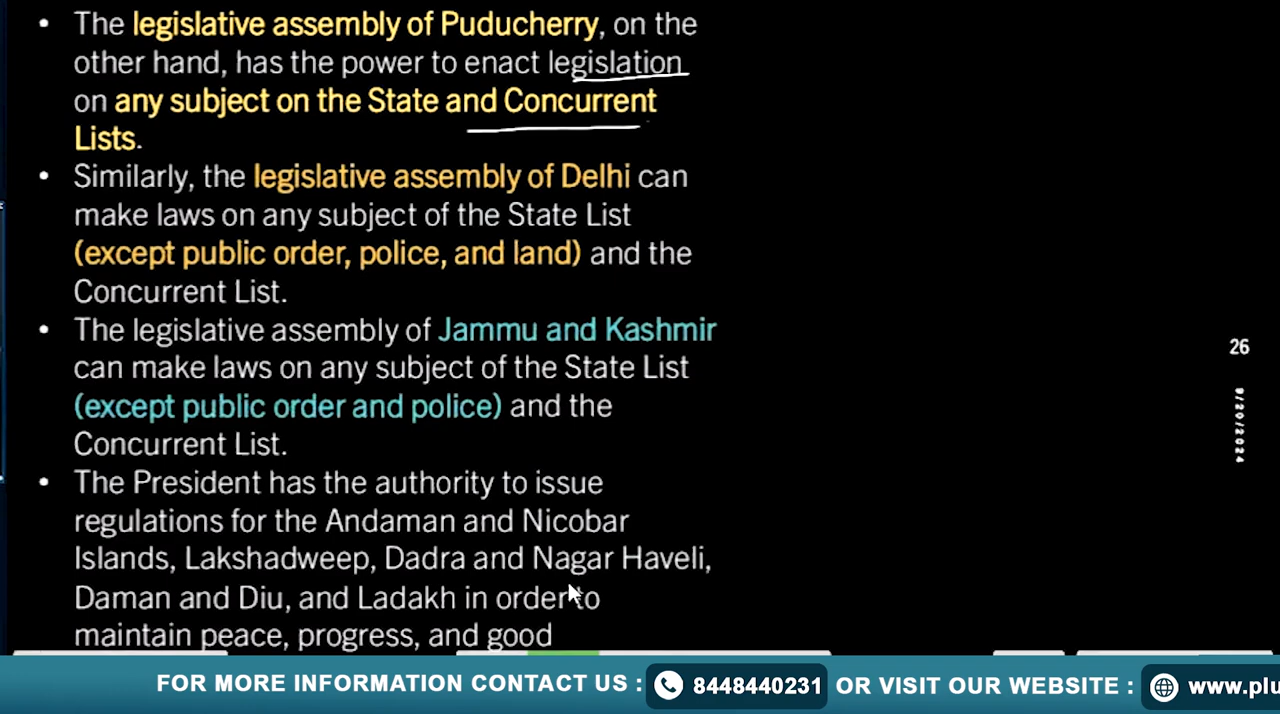 • The legislative assembly of Puducherry, on the
other hand, has the power to enact legislation
on any subject on the State and Concurrent
Lists.
• Similarly, the legislative assembly of Delhi can
make laws on any subject of the State List
(except public order, police, and land) and the
Concurrent List.
• The legislative assembly of Jammu and Kashmir
can make laws on any subject of the State List
(except public order and police) and the
Concurrent List.
• The President has the authority to issue
regulations for the Andaman and Nicobar
Islands, Lakshadweep, Dadra and Nagar Haveli,
Daman and Diu, and Ladakh in order to
maintain peace, progress, and good
26
9/20/2024
FOR MORE INFORMATION CONTACT US : 8448440231 OR VISIT OUR WEBSITE : www.plu